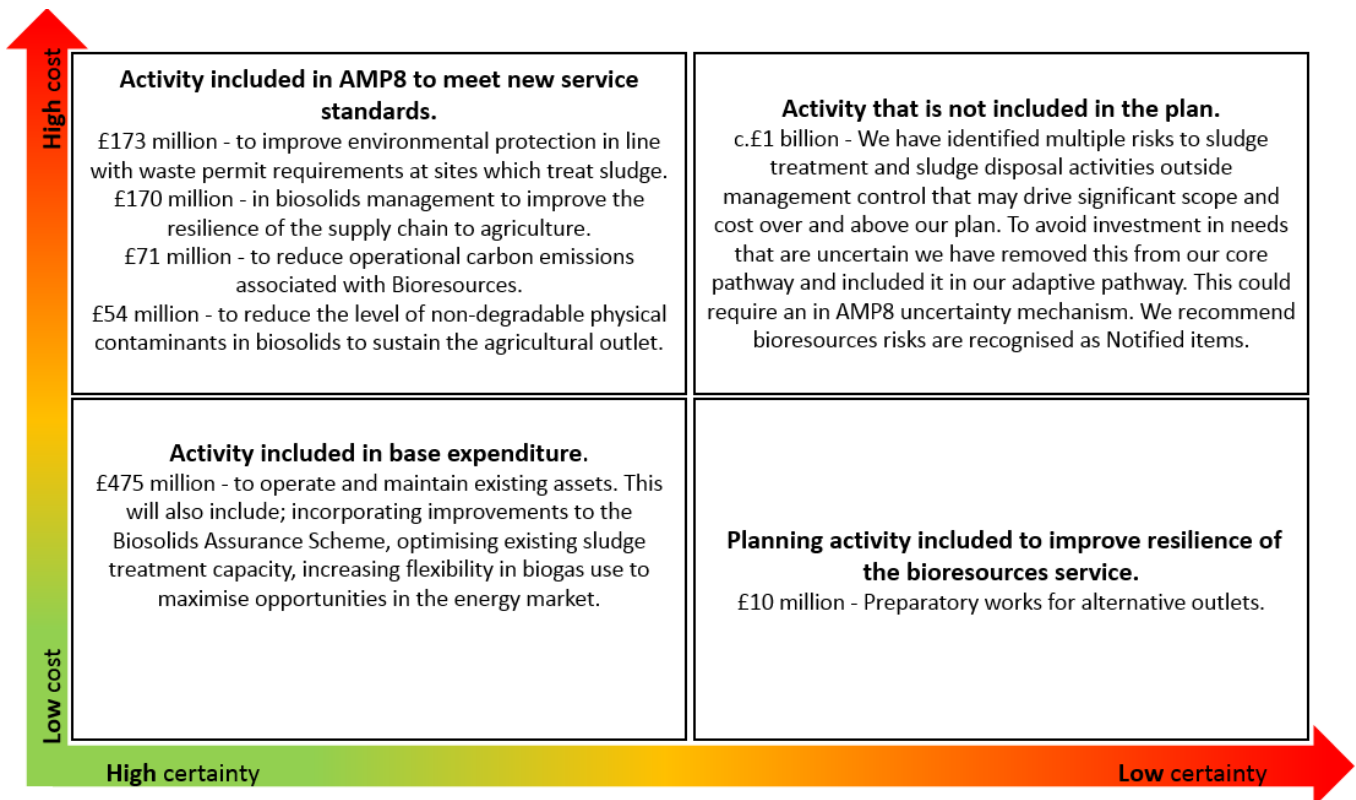 High cost
Activity included in AMP8 to meet new service
standards.
£173 million - to improve environmental protection in line
with waste permit requirements at sites which treat sludge.
£170 million - in biosolids management to improve the
resilience of the supply chain to agriculture.
£71 million - to reduce operational carbon emissions
associated with Bioresources.
£54 million - to reduce the level of non-degradable physical
contaminants in biosolids to sustain the agricultural outlet.
Activity that is not included in the plan.
c.£1 billion - We have identified multiple risks to sludge
treatment and sludge disposal activities outside
management control that may drive significant scope and
cost over and above our plan. To avoid investment in needs
that are uncertain we have removed this from our core
pathway and included it in our adaptive pathway. This could
require an in AMP8 uncertainty mechanism. We recommend
bioresources risks are recognised as Notified items.
Low cost
Activity included in base expenditure.
£475 million - to operate and maintain existing assets. This
will also include; incorporating improvements to the
Biosolids Assurance Scheme, optimising existing sludge
treatment capacity, increasing flexibility in biogas use to
maximise opportunities in the energy market.
Planning activity included to improve resilience of
the bioresources service.
£10 million - Preparatory works for alternative outlets.
High certainty
Low certainty